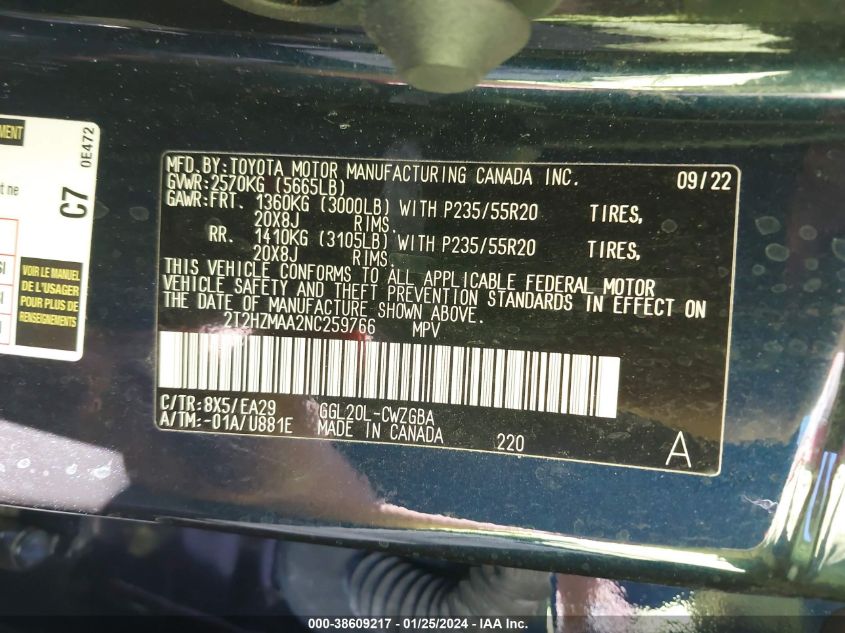 MENT
0E472
t ne
C7
SI
SI
VOIR LE MANUEL
DE L'USAGER
POUR PLUS DE
RENSEIGNEMENTS
MFD.BY:TOYOTA MOTOR MANUFACTURING CANADA INC. 09/22
GVWR:2570KG (5665LB)
GAWR:FRT. 1360KG (3000LB) WITH P235/55R20 TIRES,
20X8J RIMS.
RR. 1410KG (3105LB) WITH P235/55R20 TIRES,
20X8J RIMS.
THIS VEHICLE CONFORMS TO ALL APPLICABLE FEDERAL MOTOR
VEHICLE SAFETY AND THEFT PREVENTION STANDARDS IN EFFECT ON
THE DATE OF MANUFACTURE SHOWN ABOVE.
2T2HZMAA2NC259766 MPV
C/TR:8X5/EA29 GGL20L-CWZGBA
A/TM:-01A/U881E MADE IN CANADA 220 A
000-38609217 - 01/25/2024 - IAA Inc.